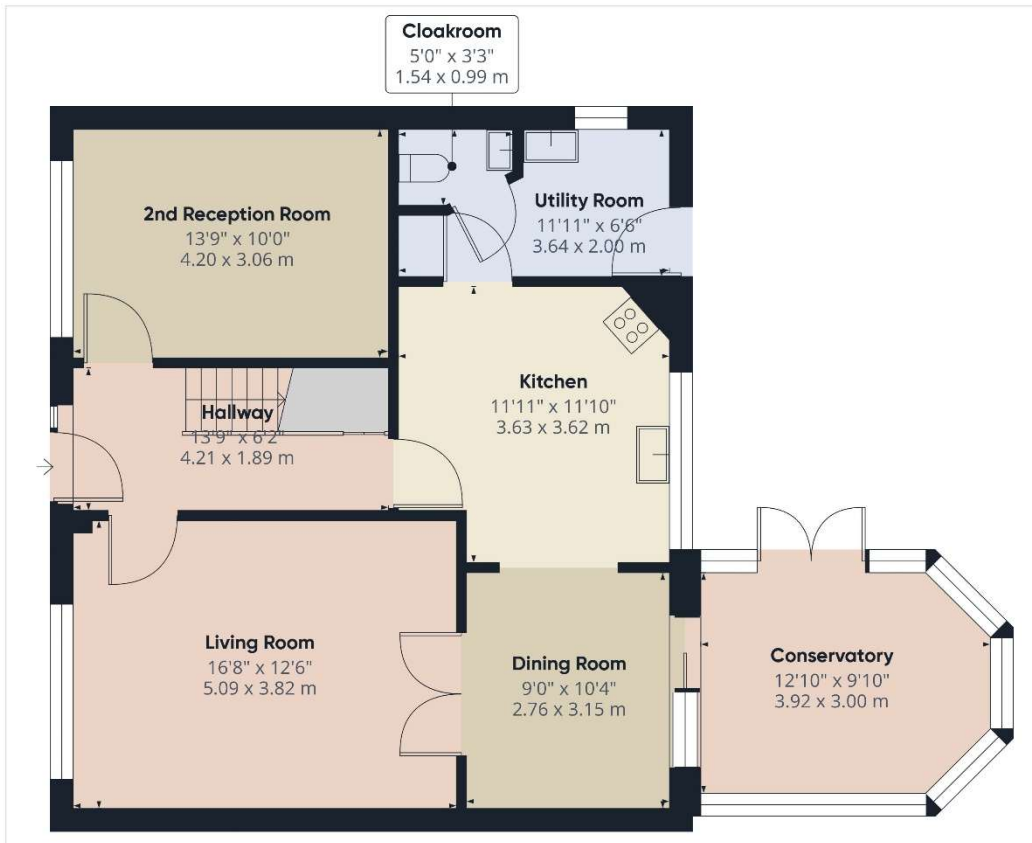 Cloakroom
5'0" x 3'3"
1.54 x 0.99 m
2nd Reception Room
13'9" x 10'0"
4.20 x 3.06 m
Utility Room
11'11" x 6'6"
3.64 x 2.00 m
Kitchen
11'11" x 11'10"
3.63 x 3.62 m
Hallway
13'9" x 6'2"
4.21 x 1.89 m
Living Room
16'8" x 12'6"
5.09 x 3.82 m
Dining Room
9'0" x 10'4"
2.76 x 3.15 m
Conservatory
12'10" x 9'10"
3.92 x 3.00 m